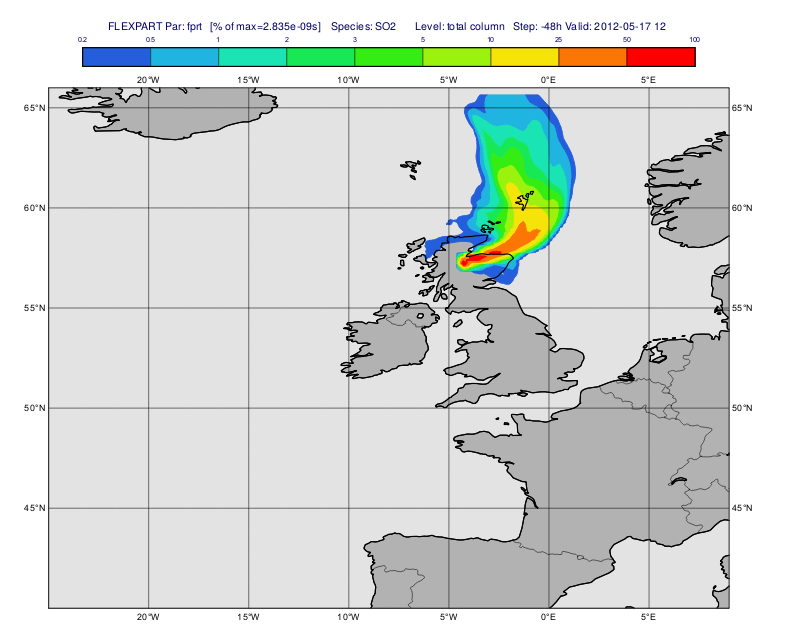 FLEXPART Par: fprt [% of max=2.835e-09s] Species: SO2 Level: total column Step: -48h Valid: 2012-05-17 12
0.2 0.5 1 2 3 5 10 25 50 100
20°W 15°W 10°W 5°W 0°E 5°E
65°N 65°N
60°N 60°N
55°N 55°N
50°N 50°N
45°N 45°N
20°W 15°W 10°W 5°W 0°E 5°E